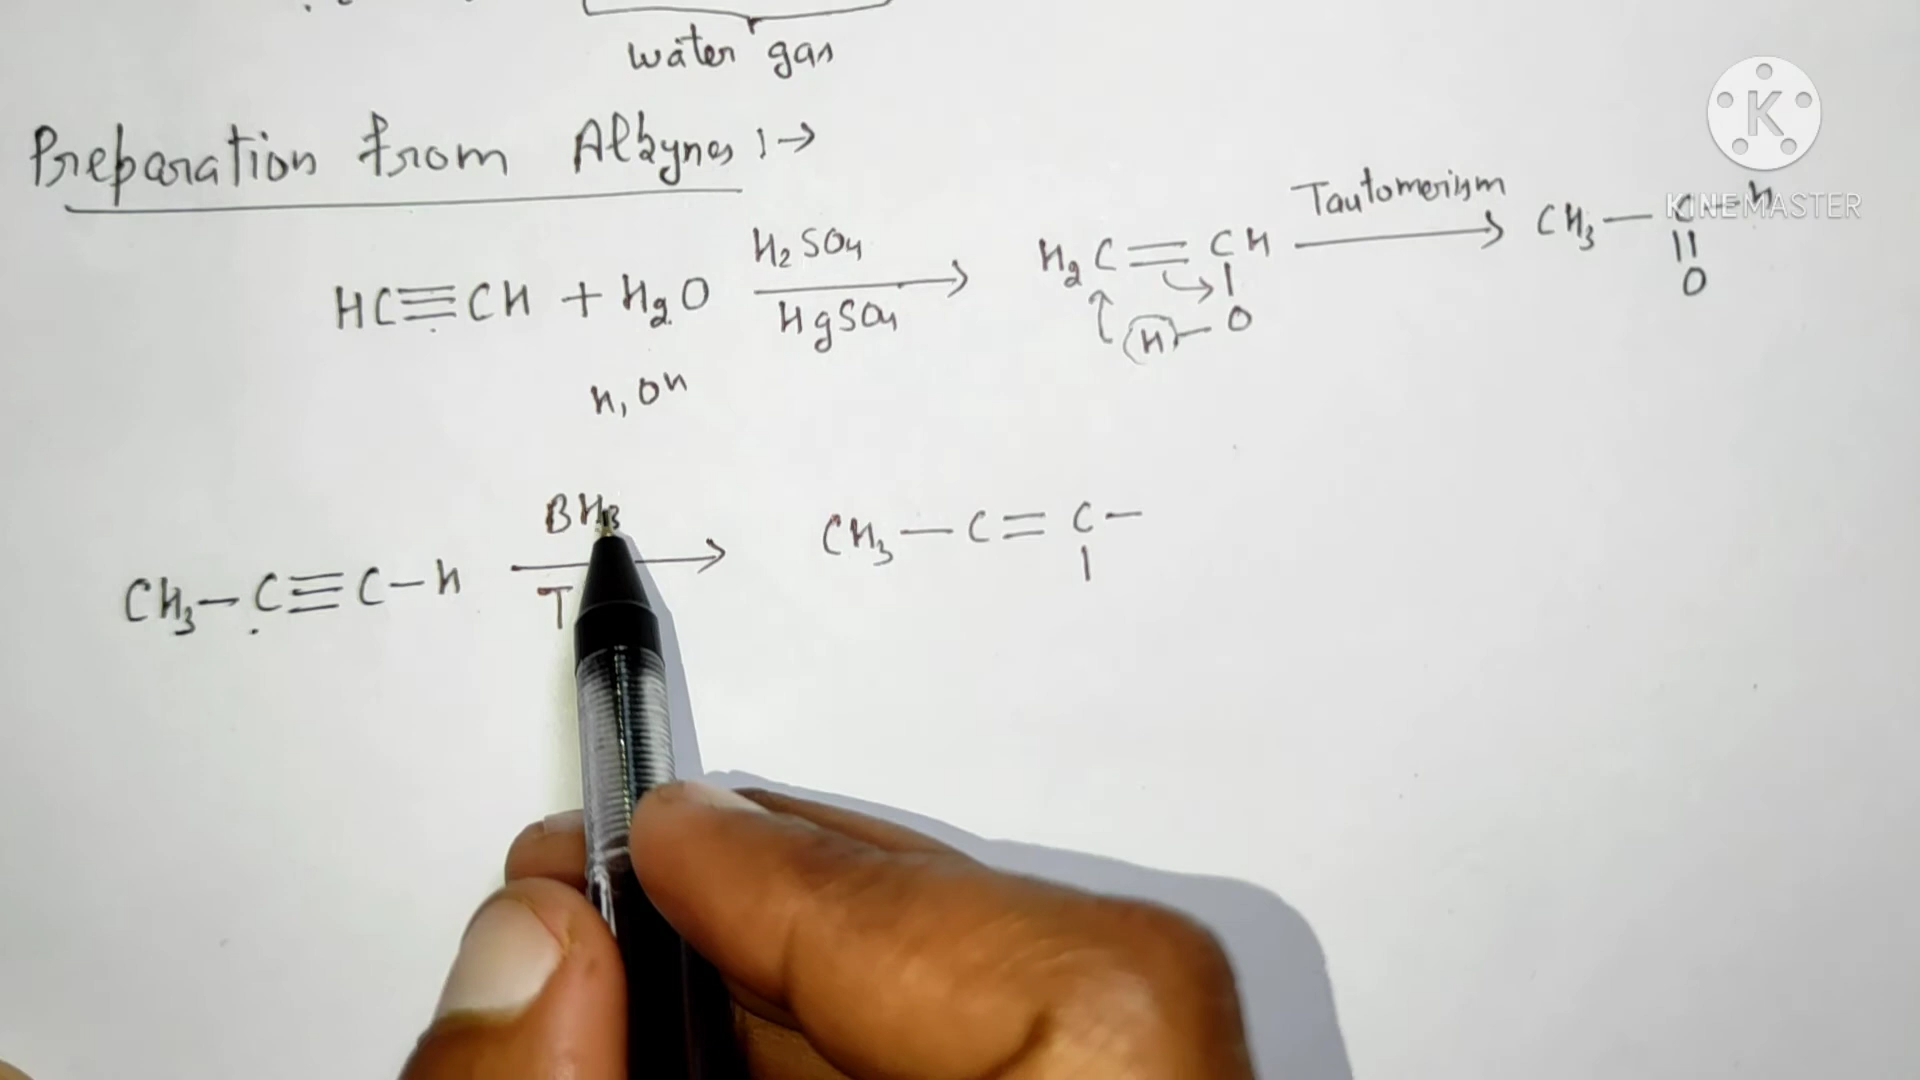 water gas
Preparation from Alkynes :→
HC≡CH + H₂O
H₂SO₄
HgSO₄
H₂C=CH
H-O
Tautomerism
CH₃-C-H
O
H, OH
CH₃-C≡C-H
BH₃
T
CH₃-C=C-
K
KINEMASTER